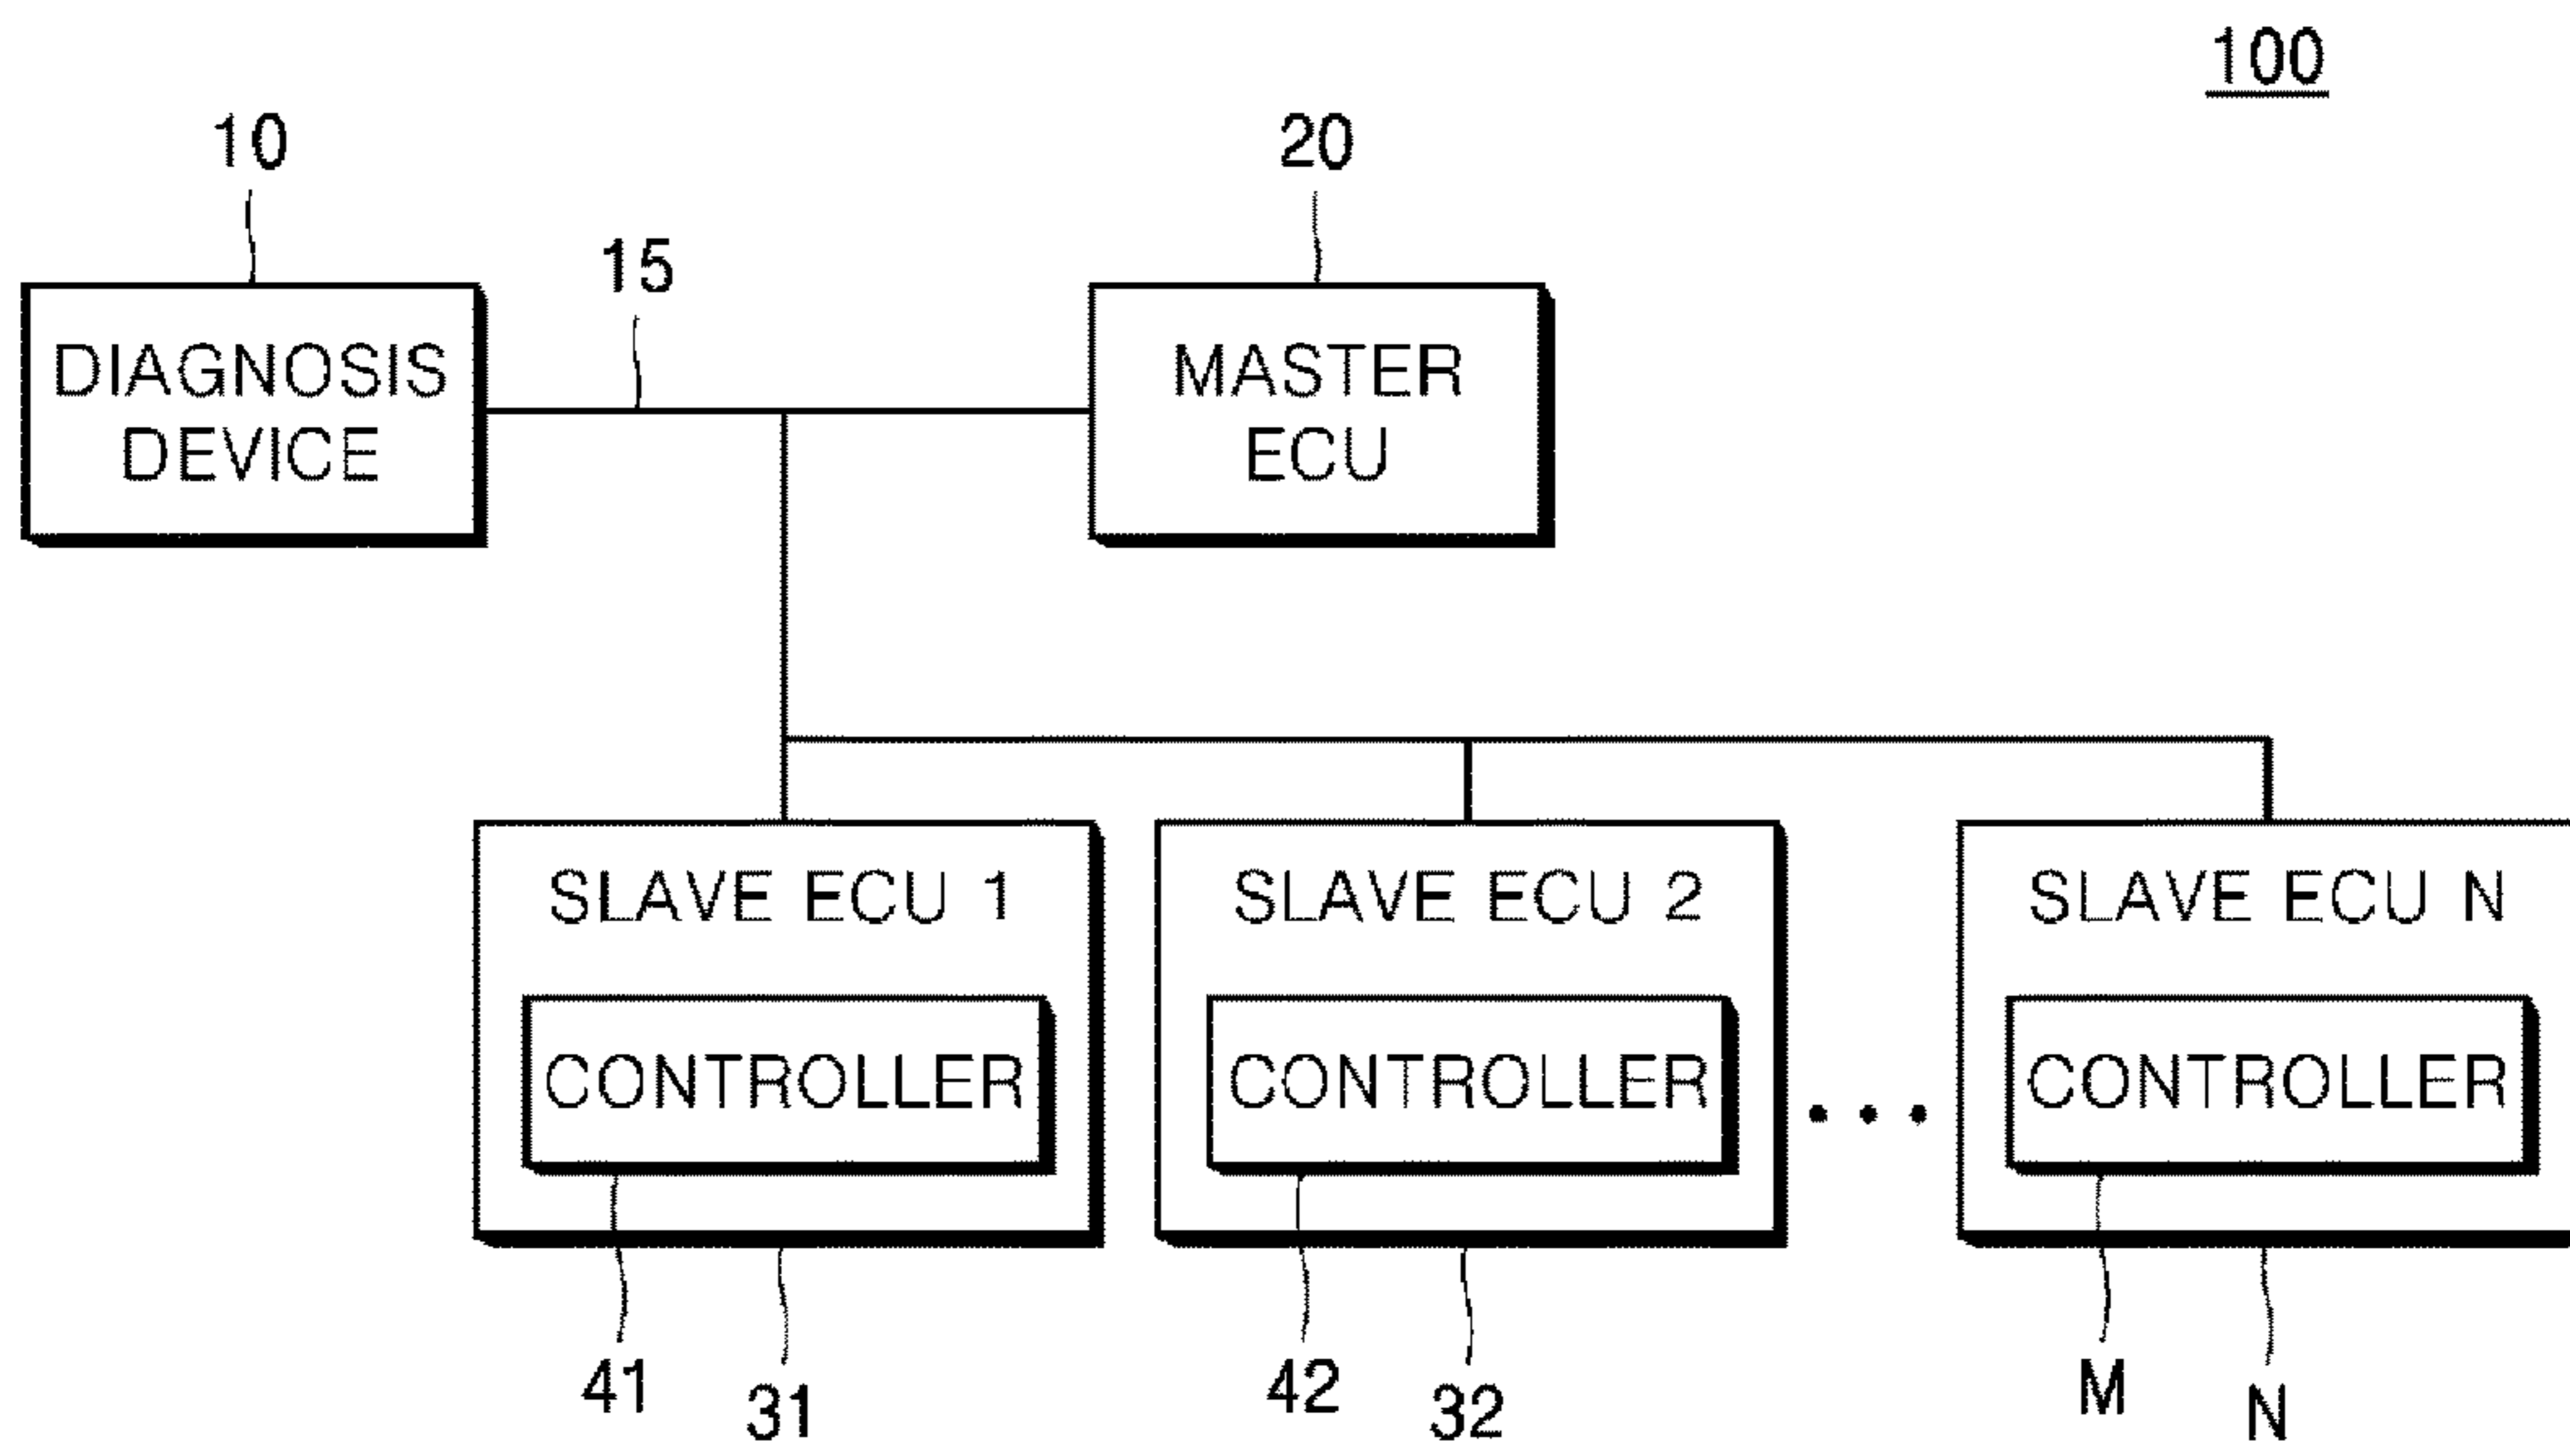 100
10
20
15
DIAGNOSIS
DEVICE
MASTER
ECU
SLAVE ECU 1
SLAVE ECU 2
SLAVE ECU N
CONTROLLER
CONTROLLER
...
CONTROLLER
41
31
42
32
M
N